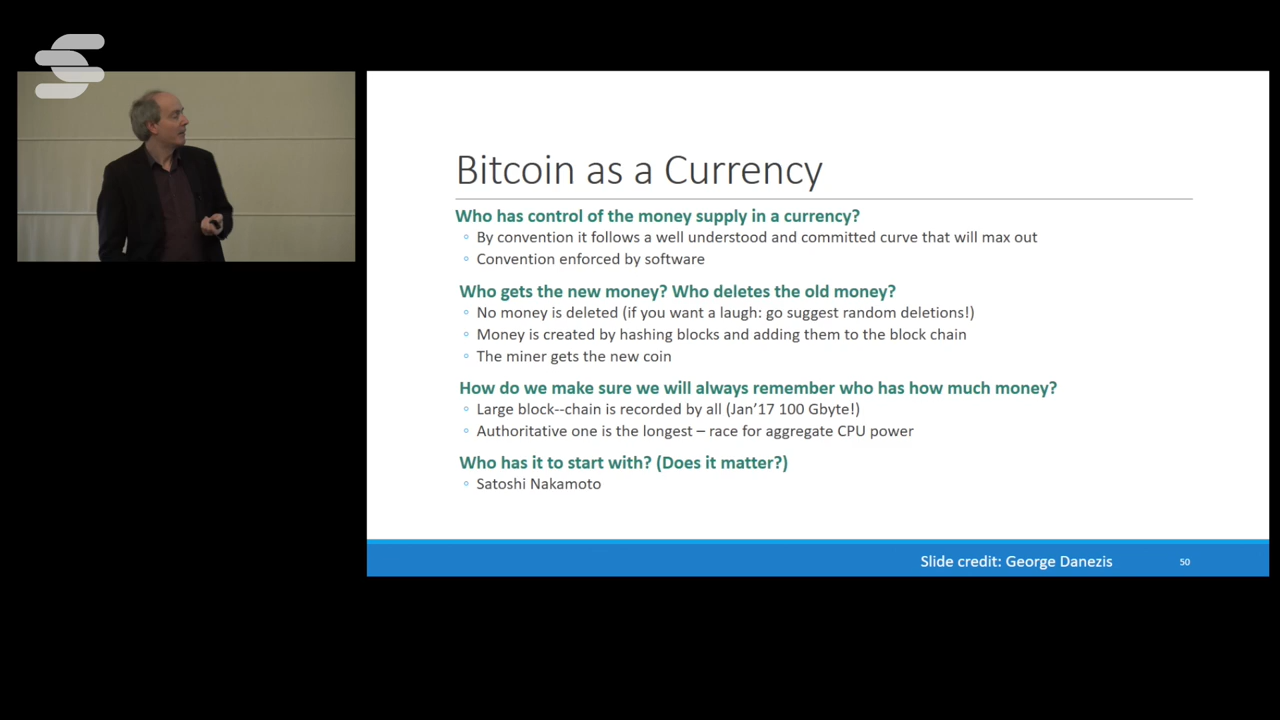 Bitcoin as a Currency
Who has control of the money supply in a currency?
◦ By convention it follows a well understood and committed curve that will max out
◦ Convention enforced by software
Who gets the new money? Who deletes the old money?
◦ No money is deleted (if you want a laugh: go suggest random deletions!)
◦ Money is created by hashing blocks and adding them to the block chain
◦ The miner gets the new coin
How do we make sure we will always remember who has how much money?
◦ Large block--chain is recorded by all (Jan’17 100 Gbyte!)
◦ Authoritative one is the longest – race for aggregate CPU power
Who has it to start with? (Does it matter?)
◦ Satoshi Nakamoto
Slide credit: George Danezis
50